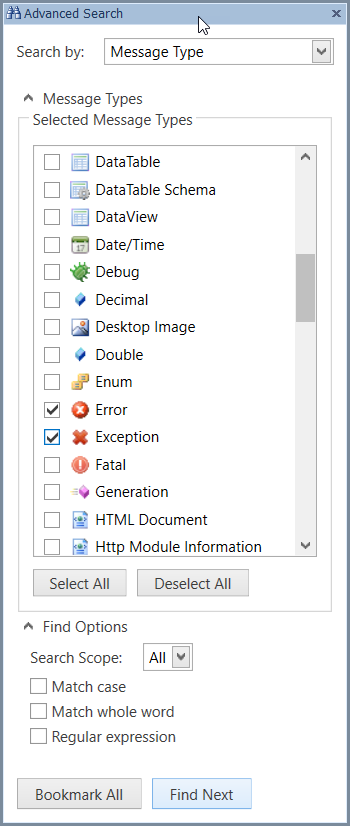 Advanced Search
Search by: Message Type
Message Types
Selected Message Types
DataTable
DataTable Schema
DataView
17 Date/Time
Debug
Decimal
Desktop Image
Double
Enum
Error
Exception
Fatal
Generation
HTML Document
Http Module Information
Select All Deselect All
Find Options
Search Scope: All
Match case
Match whole word
Regular expression
Bookmark All Find Next